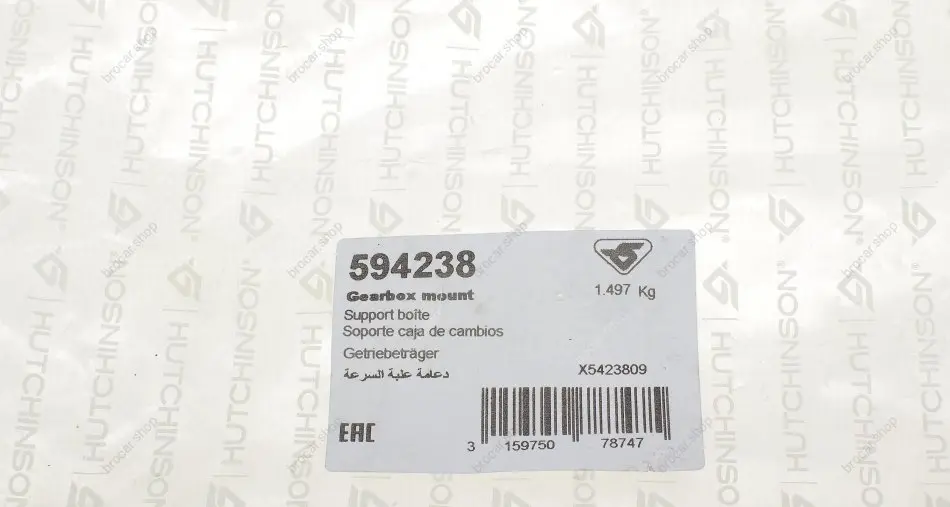 594238
Gearbox mount
Support boîte
Soporte caja de cambios
Getriebeträger
دعامة علبة السرعة
1.497 Kg
X5423809
EAC
3 159750 78747
HUTCHINSON®
brocar.shop